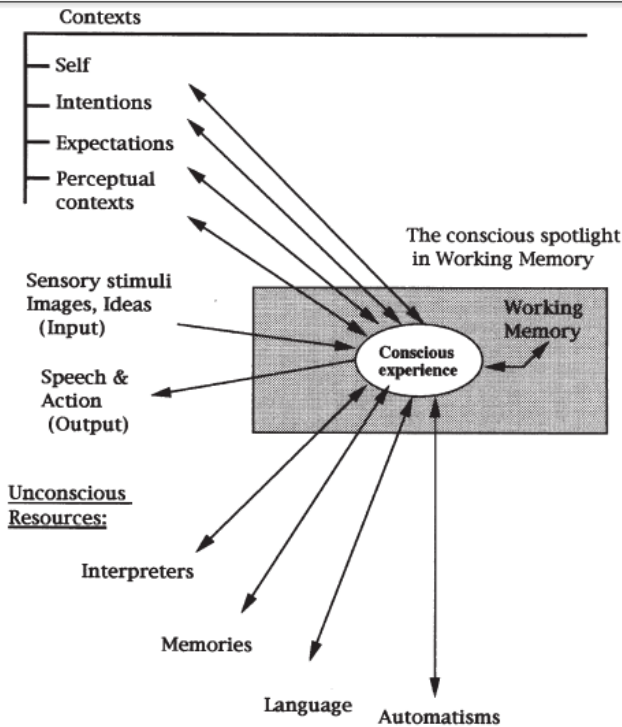 Contexts
Self
Intentions
Expectations
Perceptual
contexts
The conscious spotlight
in Working Memory
Sensory stimuli
Images, Ideas
(Input)
Working
Memory
Conscious
experience
Speech &
Action
(Output)
Unconscious
Resources:
Interpreters
Memories
Language
Automatisms